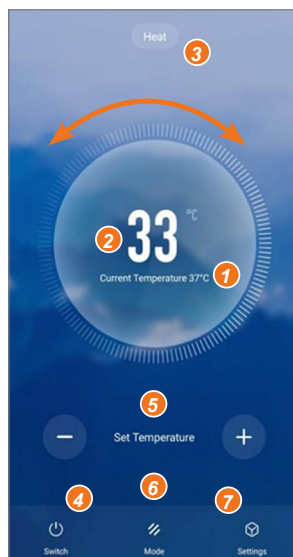 Heat
3
33 °C
2
Current Temperature 37°C
1
5
Set Temperature
4
6
7
Switch
Mode
Settings